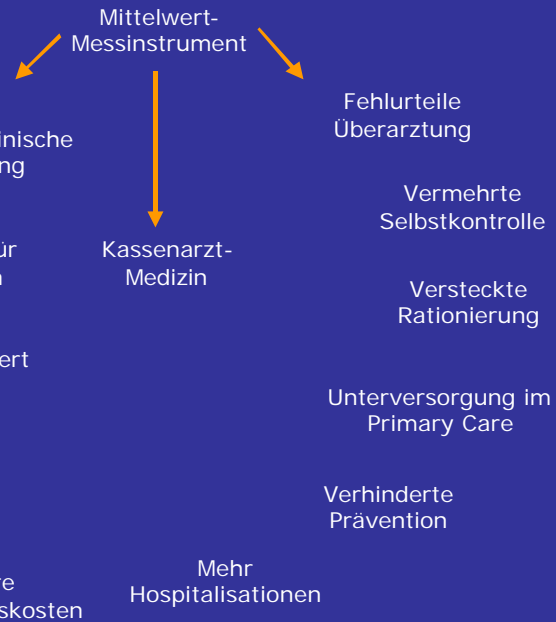 Mittelwert-
Messinstrument
Fehlurteile
Überarztung
Vermehrte
Selbstkontrolle
Kassenarzt-
Medizin
Versteckte
Rationierung
Unterversorgung im
Primary Care
Verhinderte
Prävention
Mehr
Hospitalisationen